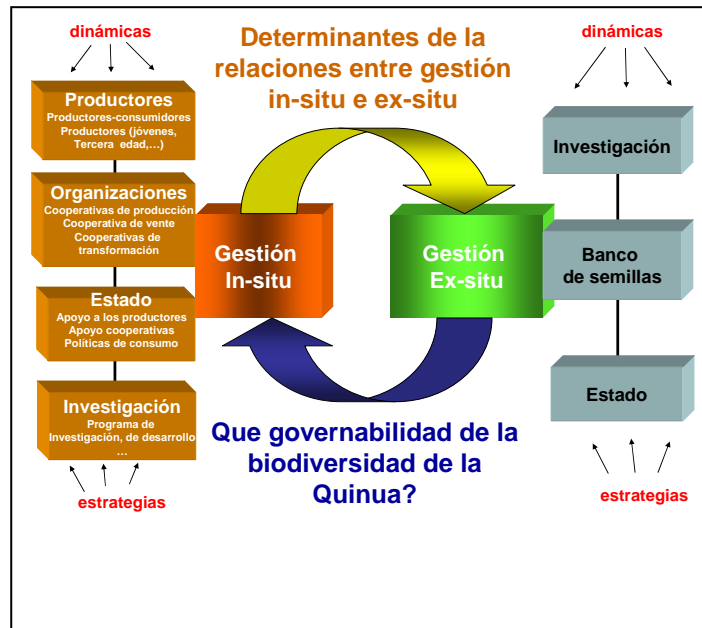 dinámicas
Productores
Productores-consumidores
Productores (jóvenes,
Tercera edad,…)
Organizaciones
Cooperativas de producción
Cooperativa de vente
Cooperativas de
transformación
Estado
Apoyo a los productores
Apoyo cooperativas
Políticas de consumo
Investigación
Programa de
Investigación, de desarrollo
…
estrategias
Determinantes de la
relaciones entre gestión
in-situ e ex-situ
Gestión
In-situ
Gestión
Ex-situ
Que governabilidad de la
biodiversidad de la
Quinua?
dinámicas
Investigación
Banco
de semillas
Estado
estrategias